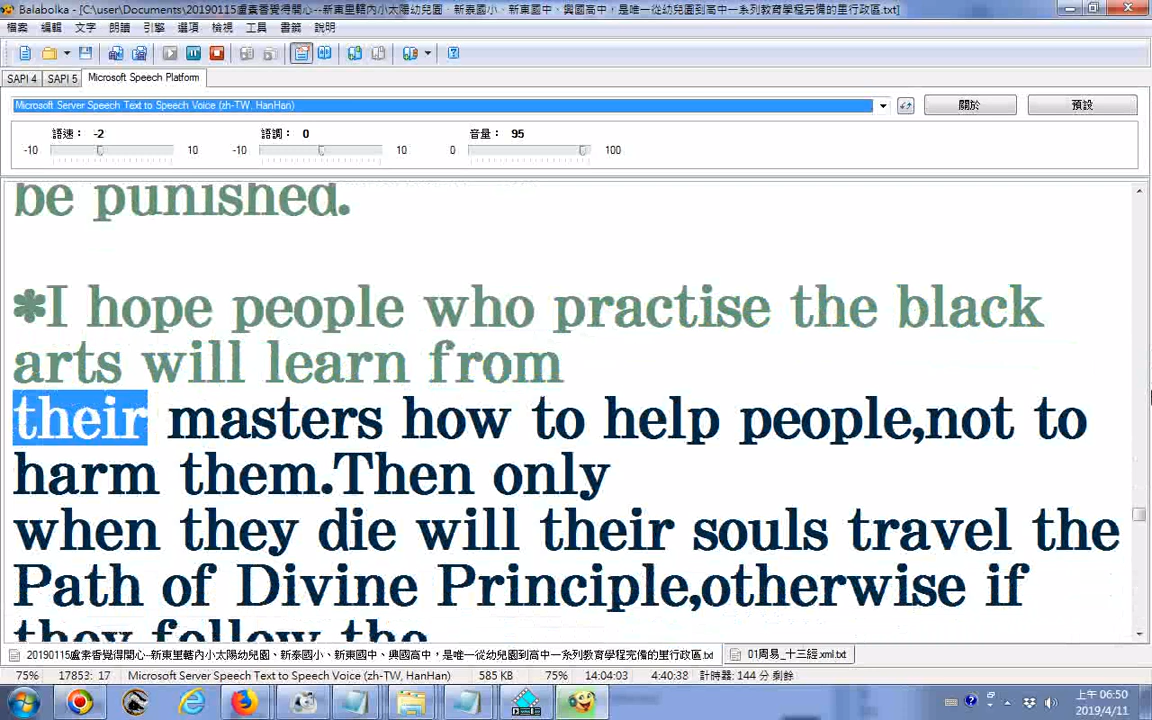 Balabolka - [C:\user\Documents\20190115盧素香覺得開心--新東里轄內小太陽幼兒園、新泰國小、新東國中、興國高中，是唯一從幼兒園到高中一系列教育學程完備的里行政區.txt]
檔案 編輯 文字 朗讀 引擎 選項 檢視 工具 書籤 說明
SAPI 4 SAPI 5 Microsoft Speech Platform
Microsoft Server Speech Text to Speech Voice (zh-TW, HanHan) 關於 預設
語速： -2 語調： 0 音量： 95
-10 10 -10 10 0 100
be punished.
✽I hope people who practise the black
arts will learn from
their masters how to help people,not to
harm them.Then only
when they die will their souls travel the
Path of Divine Principle,otherwise if
they follow the
20190115盧素香覺得開心--新東里轄內小太陽幼兒園、新泰國小、新東國中、興國高中，是唯一從幼兒園到高中一系列教育學程完備的里行政區.txt 01周易_十三經.xml.txt
75% 17853: 17 Microsoft Server Speech Text to Speech Voice (zh-TW, HanHan) 585 KB 75% 14:04:03 4:40:38 計時器：144 分 剩餘
上午 06:50
2019/4/11